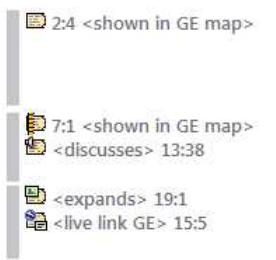 2:4 <shown in GE map>
7:1 <shown in GE map>
<discusses> 13:38
<expands> 19:1
<live link GE> 15:5